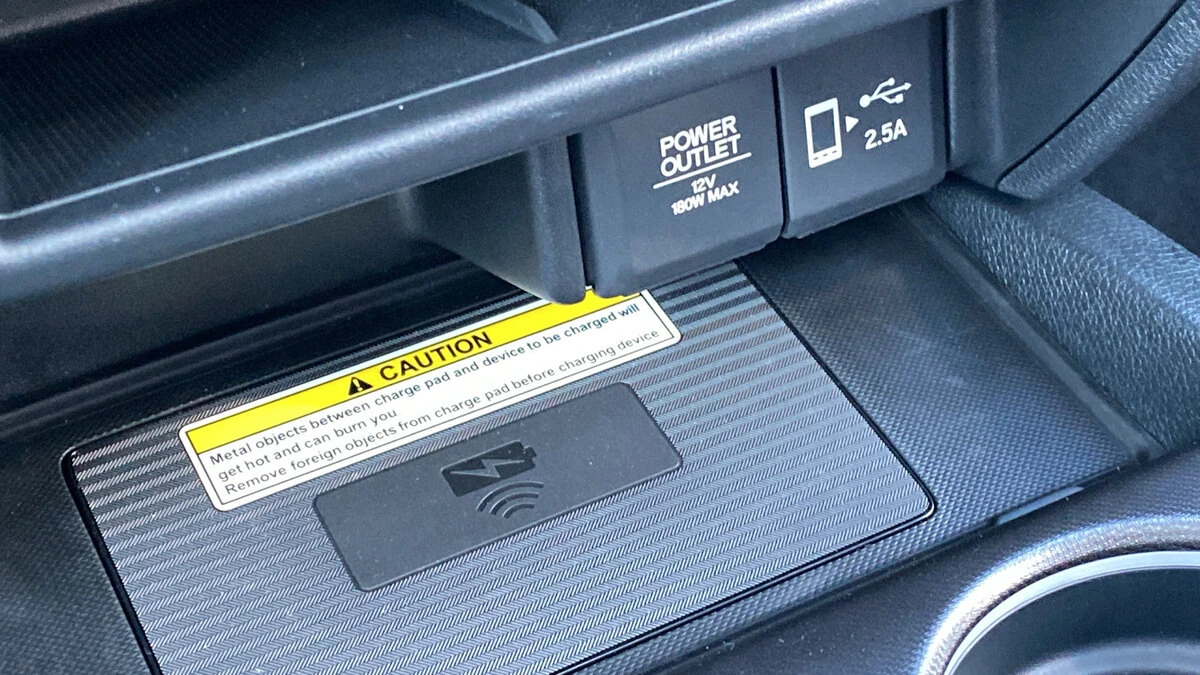 POWER
OUTLET
12V
180W MAX
2.5A
CAUTION
Metal objects between charge pad and device to be charged will
get hot and can burn you
Remove foreign objects from charge pad before charging device